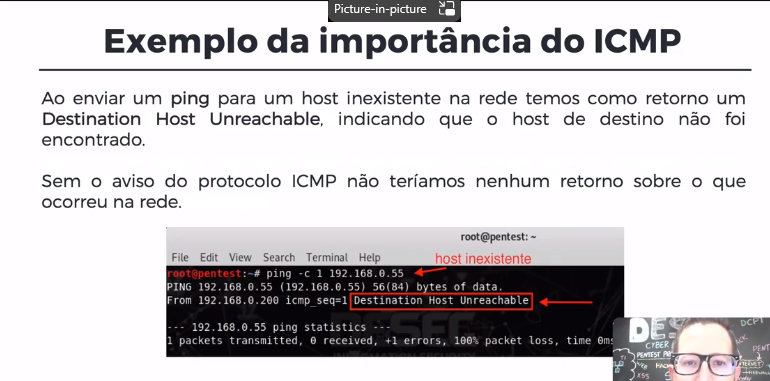 Picture-in-picture
Exemplo da importância do ICMP
Ao enviar um ping para um host inexistente na rede temos como retorno um
Destination Host Unreachable, indicando que o host de destino não foi
encontrado.
Sem o aviso do protocolo ICMP não teríamos nenhum retorno sobre o que
ocorreu na rede.
root@pentest: ~
File Edit View Search Terminal Help
host inexistente
root@pentest:~# ping -c 1 192.168.0.55
PING 192.168.0.55 (192.168.0.55) 56(84) bytes of data.
From 192.168.0.200 icmp_seq=1 Destination Host Unreachable
--- 192.168.0.55 ping statistics ---
1 packets transmitted, 0 received, +1 errors, 100% packet loss, time 0ms
DCPT
CYBER
PENTEST
XSS